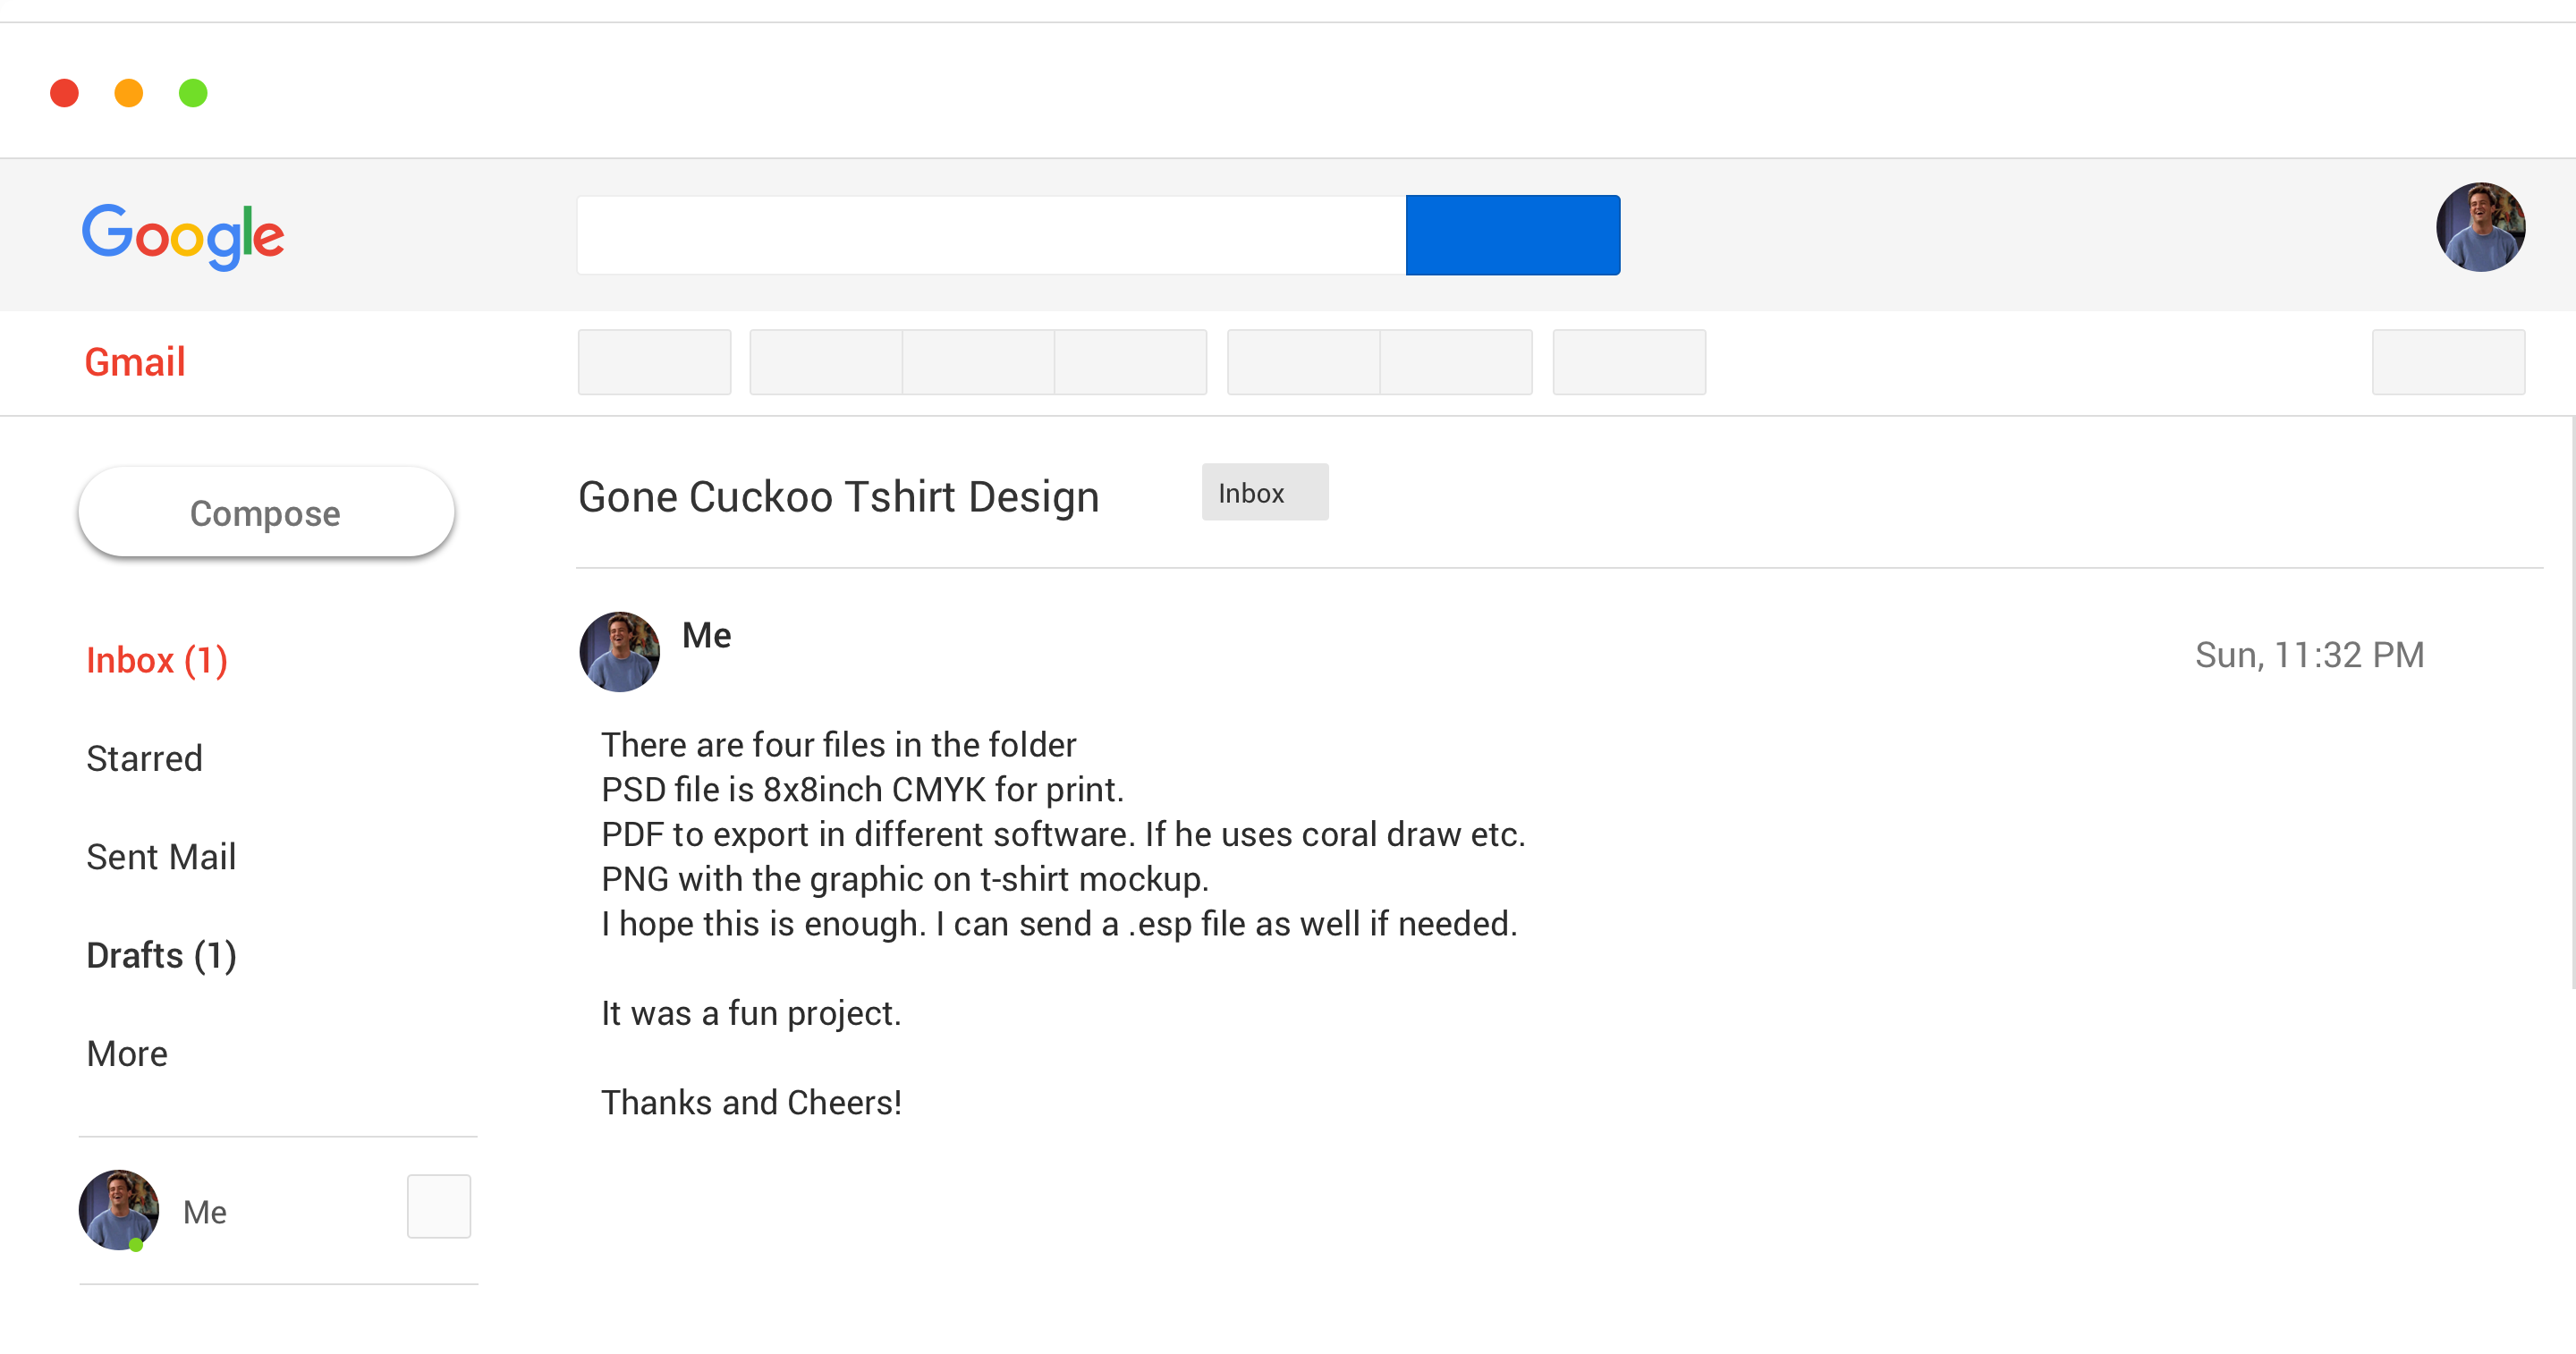 Google
Gmail
Compose
Gone Cuckoo Tshirt Design
Inbox
Inbox (1)
Starred
Sent Mail
Drafts (1)
More
Me
Me
Sun, 11:32 PM
There are four files in the folder
PSD file is 8x8inch CMYK for print.
PDF to export in different software. If he uses coral draw etc.
PNG with the graphic on t-shirt mockup.
I hope this is enough. I can send a .esp file as well if needed.
It was a fun project.
Thanks and Cheers!